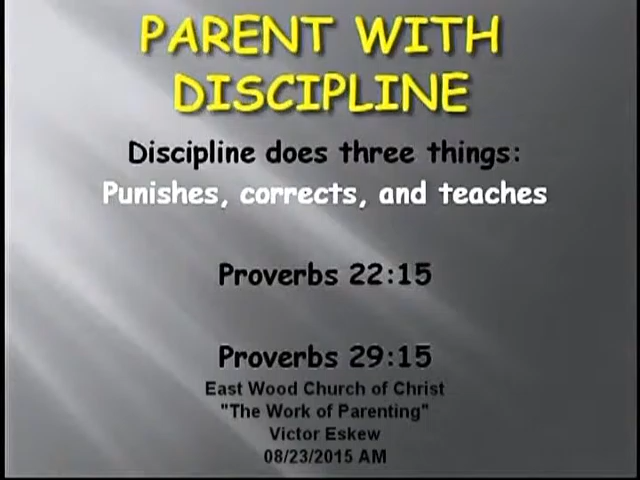 PARENT WITH
DISCIPLINE
Discipline does three things:
Punishes, corrects, and teaches
Proverbs 22:15
Proverbs 29:15
East Wood Church of Christ
"The Work of Parenting"
Victor Eskew
08/23/2015 AM